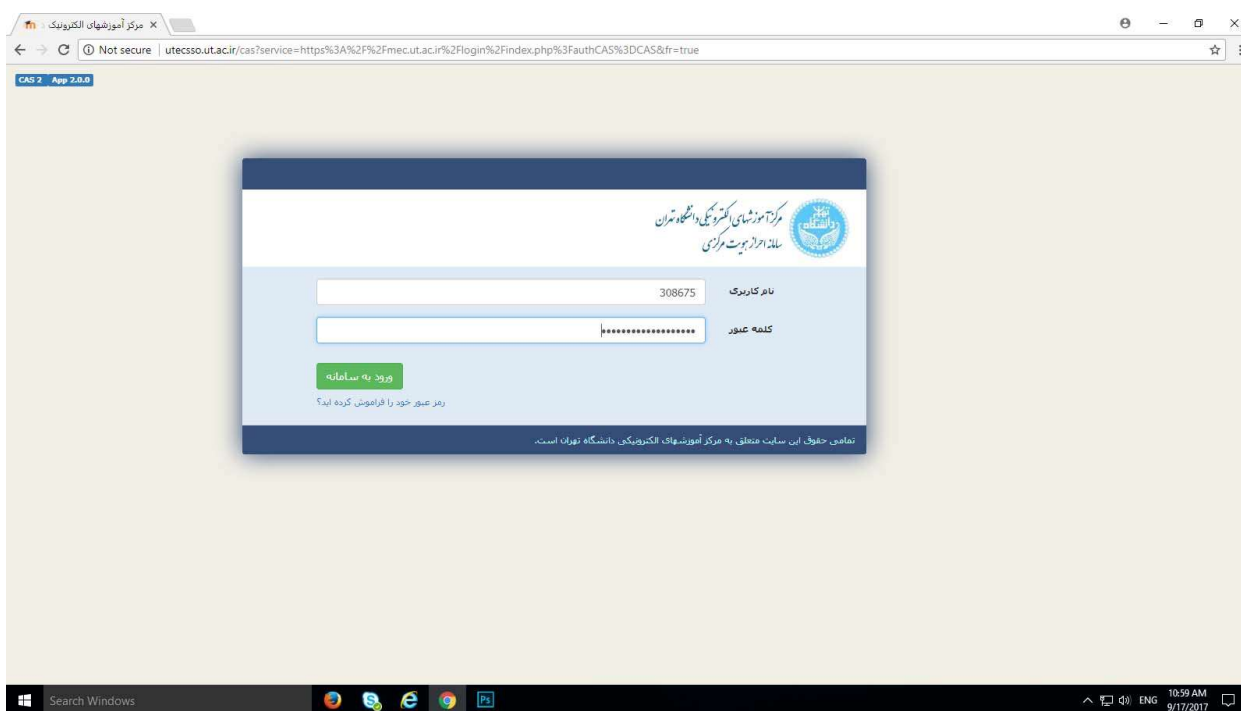 مرکز آموزشهای الکترونیک
Not secure | utecsso.ut.ac.ir/cas?service=https%3A%2F%2Fmec.ut.ac.ir%2Flogin%2Findex.php%3FauthCAS%3DCAS&fr=true
CAS 2 App 2.0.0
مرکز آموزشهای الکترونیکی دانشگاه تهران
سامانه احراز هویت مرکزی
نام کاربری
308675
کلمه عبور
•••••••••••••••••••
ورود به سامانه
رمز عبور خود را فراموش کرده اید؟
تمامی حقوق این سایت متعلق به مرکز آموزشهای الکترونیکی دانشگاه تهران است.
Search Windows
Ps
ENG
10:59 AM
9/17/2017